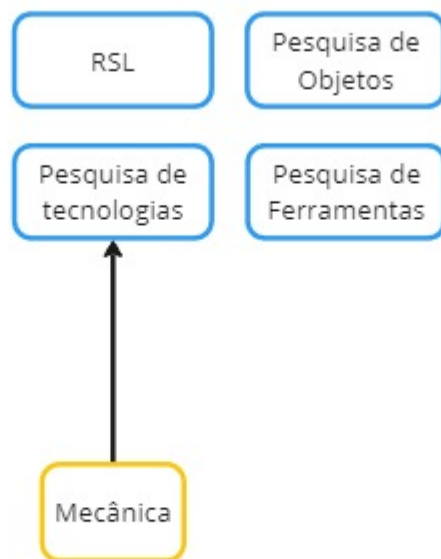 RSL
Pesquisa de
Objetos
Pesquisa de
tecnologias
Pesquisa de
Ferramentas
Mecânica